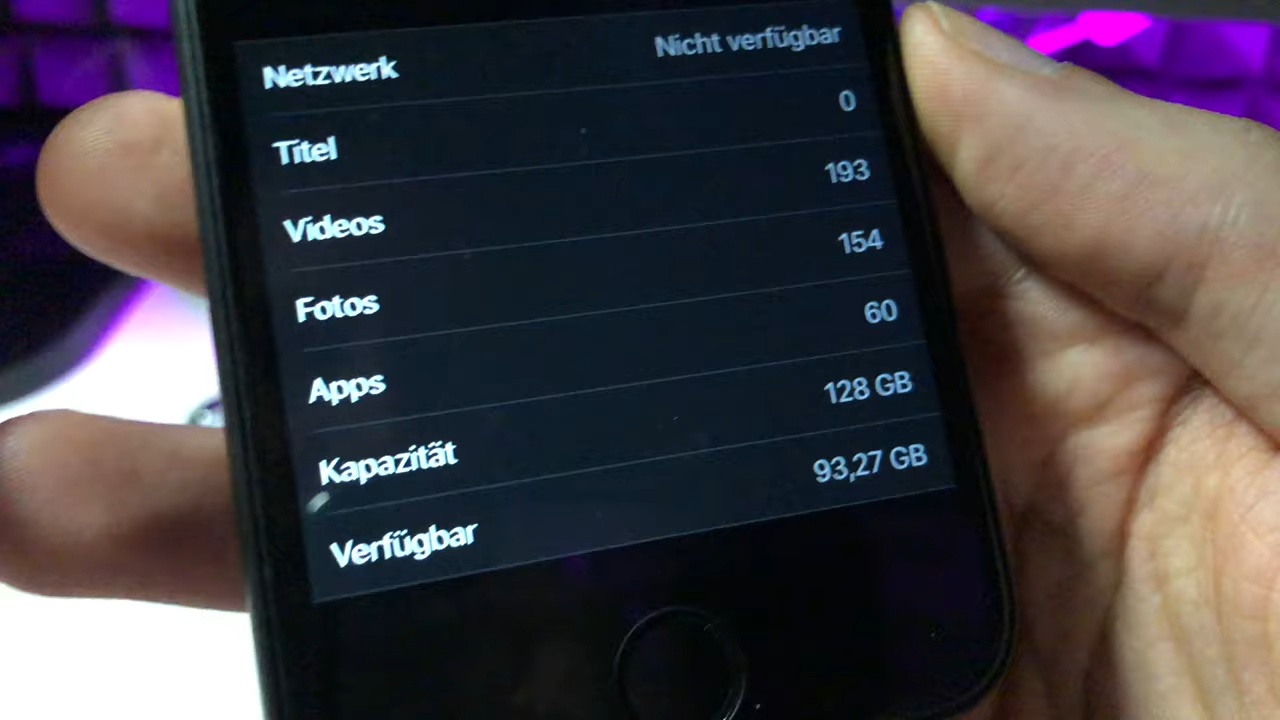 Netzwerk Nicht verfügbar
Titel 0
Videos 193
Fotos 154
Apps 60
Kapazität 128 GB
Verfügbar 93,27 GB